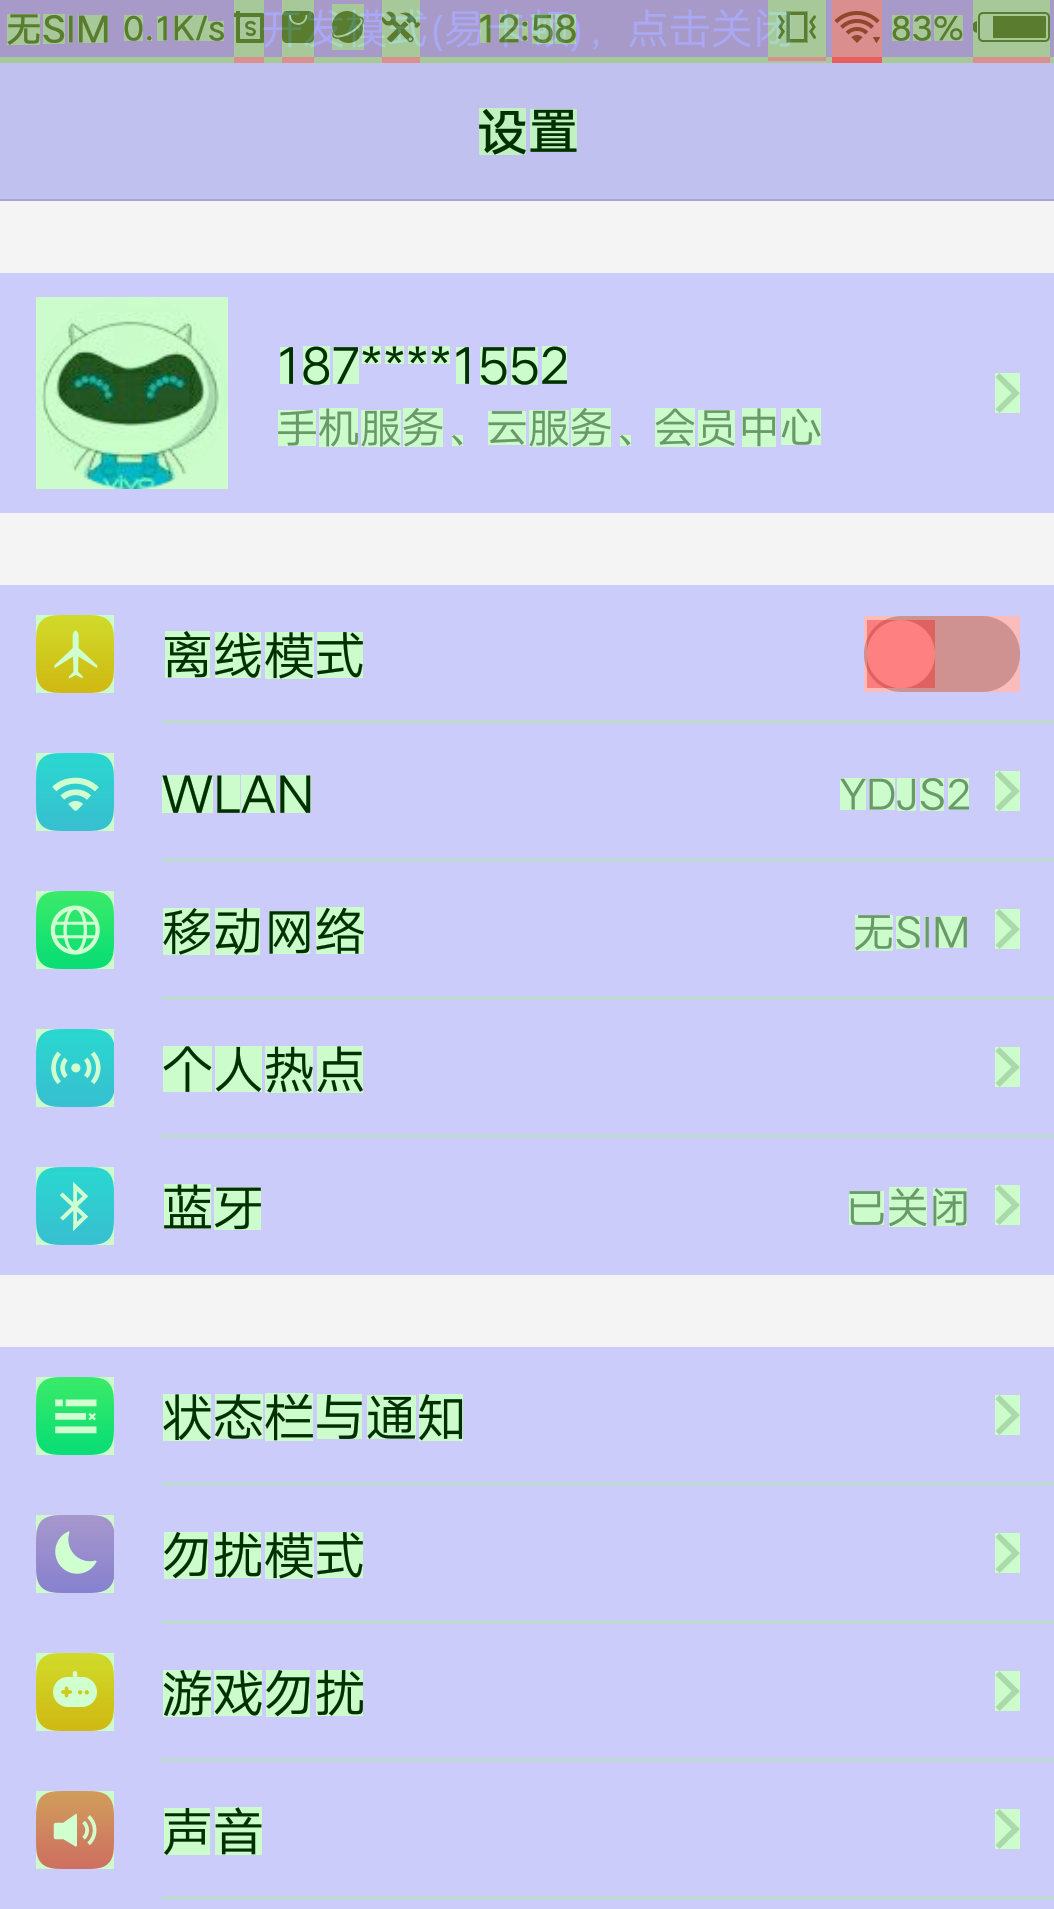 无SIM 0.1K/s 12:58 83%
开发模式(易卡顿)，点击关闭
设置
187****1552
手机服务、云服务、会员中心
离线模式
WLAN YDJS2
移动网络 无SIM
个人热点
蓝牙 已关闭
状态栏与通知
勿扰模式
游戏勿扰
声音